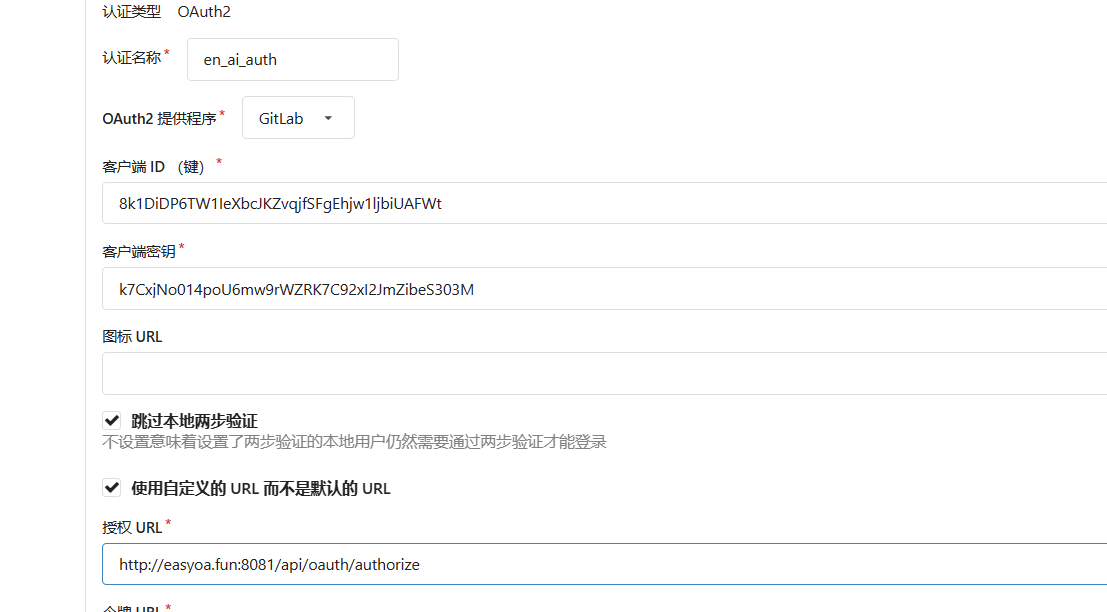 认证类型 OAuth2
认证名称*
en_ai_auth
OAuth2 提供程序*
GitLab
客户端 ID （键） *
8k1DiDP6TW1IeXbcJKZvqjfSFgEhjw1ljbiUAFWt
客户端密钥*
k7CxjNo014poU6mw9rWZRK7C92xI2JmZibeS303M
图标 URL
跳过本地两步验证
不设置意味着设置了两步验证的本地用户仍然需要通过两步验证才能登录
使用自定义的 URL 而不是默认的 URL
授权 URL*
http://easyoa.fun:8081/api/oauth/authorize
令牌 URL*